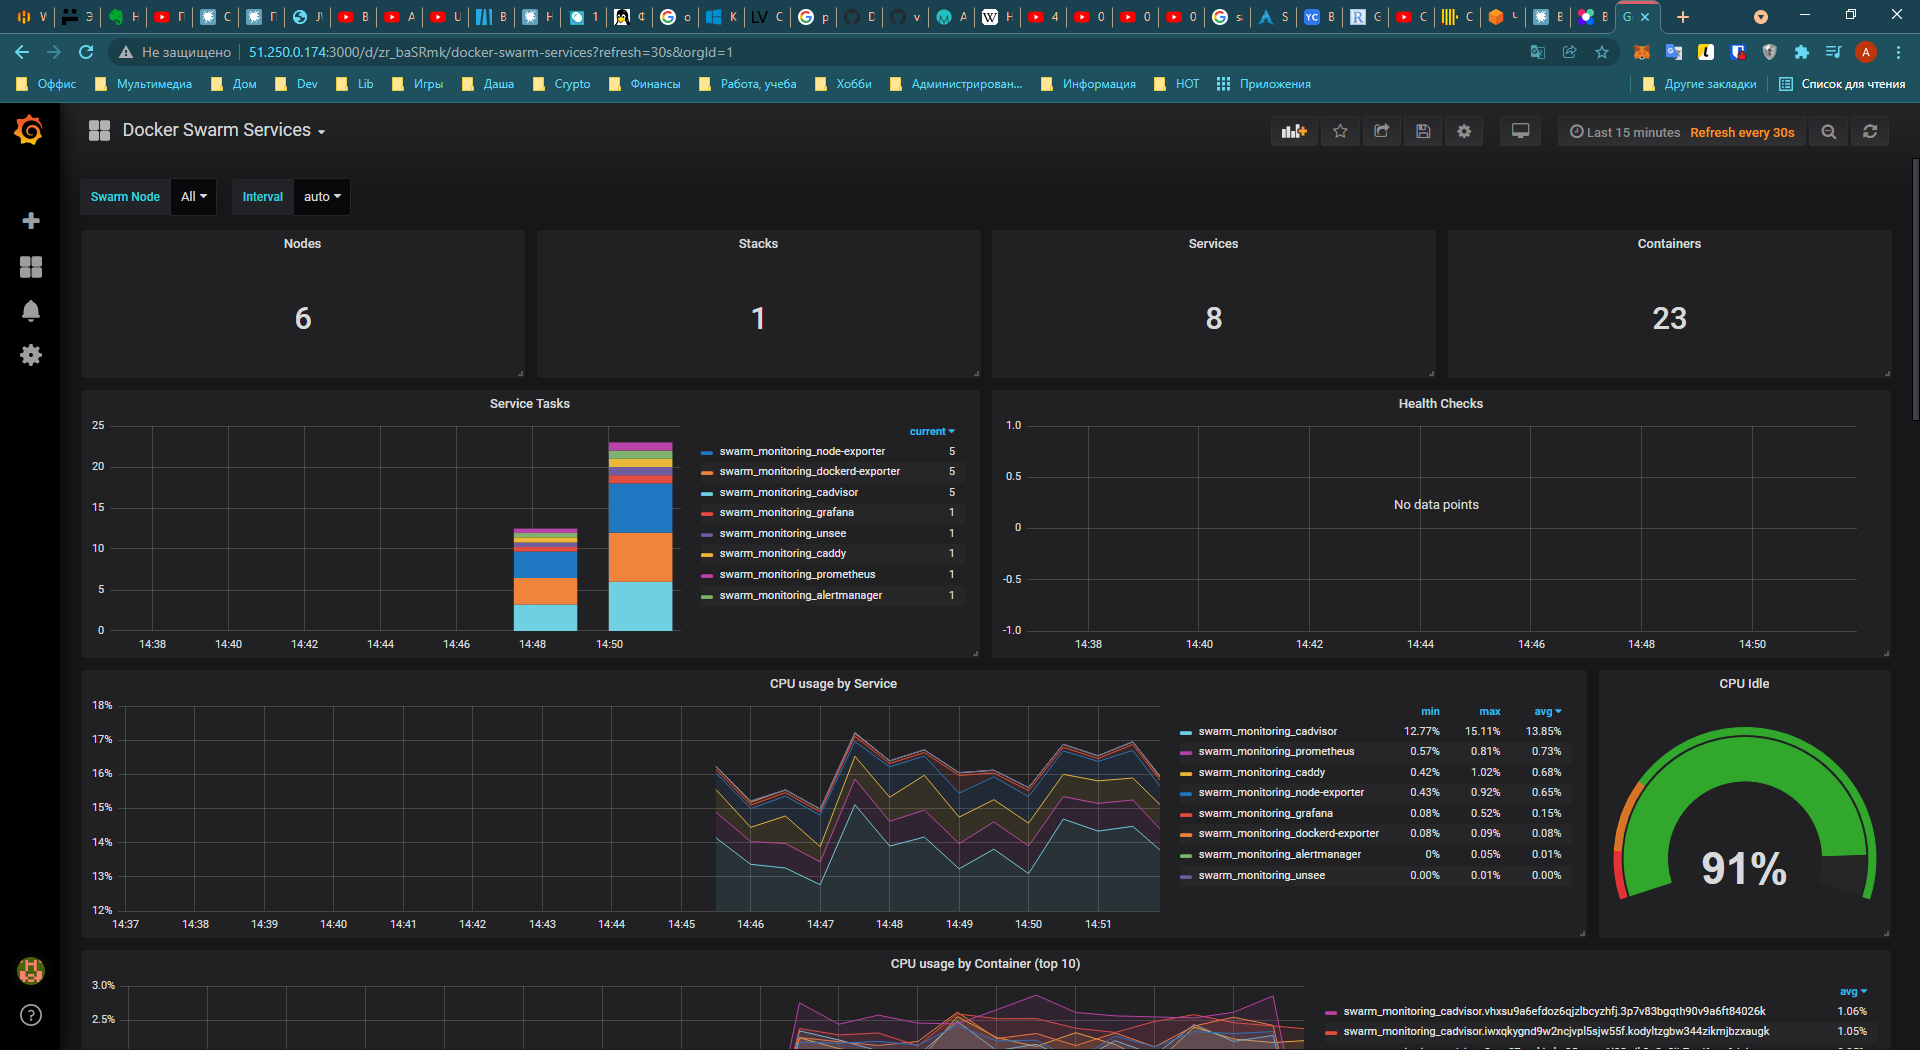 Не защищено 51.250.0.174:3000/d/zr_baSRmk/docker-swarm-services?refresh=30s&orgId=1
Оффис Мультимедиа Дом Dev Lib Игры Даша Crypto Финансы Работа, учеба Хобби Администрирован... Информация HOT Приложения Другие закладки Список для чтения
Docker Swarm Services
Last 15 minutes Refresh every 30s
Swarm Node All Interval auto
Nodes
6
Stacks
1
Services
8
Containers
23
Service Tasks
25
20
15
10
5
0
14:38 14:40 14:42 14:44 14:46 14:48 14:50
current
swarm_monitoring_node-exporter 5
swarm_monitoring_dockerd-exporter 5
swarm_monitoring_cadvisor 5
swarm_monitoring_grafana 1
swarm_monitoring_unsee 1
swarm_monitoring_caddy 1
swarm_monitoring_prometheus 1
swarm_monitoring_alertmanager 1
Health Checks
1.0
0.5
0
-0.5
-1.0
No data points
14:38 14:40 14:42 14:44 14:46 14:48 14:50
CPU usage by Service
18%
17%
16%
15%
14%
13%
12%
14:37 14:38 14:39 14:40 14:41 14:42 14:43 14:44 14:45 14:46 14:47 14:48 14:49 14:50 14:51
min max avg
swarm_monitoring_cadvisor 12.77% 15.11% 13.85%
swarm_monitoring_prometheus 0.57% 0.81% 0.73%
swarm_monitoring_caddy 0.42% 1.02% 0.68%
swarm_monitoring_node-exporter 0.43% 0.92% 0.65%
swarm_monitoring_grafana 0.08% 0.52% 0.15%
swarm_monitoring_dockerd-exporter 0.08% 0.09% 0.08%
swarm_monitoring_alertmanager 0% 0.05% 0.01%
swarm_monitoring_unsee 0.00% 0.01% 0.00%
CPU Idle
91%
CPU usage by Container (top 10)
3.0%
2.5%
avg
swarm_monitoring_cadvisor.vhxsu9a6efdoz6qjzlbcyzhfj.3p7v83bgqth90v9a6ft84026k 1.06%
swarm_monitoring_cadvisor.iwxqkygnd9w2ncjvpl5sjw55f.kodyltzgbw344zikmjbzxaugk 1.05%